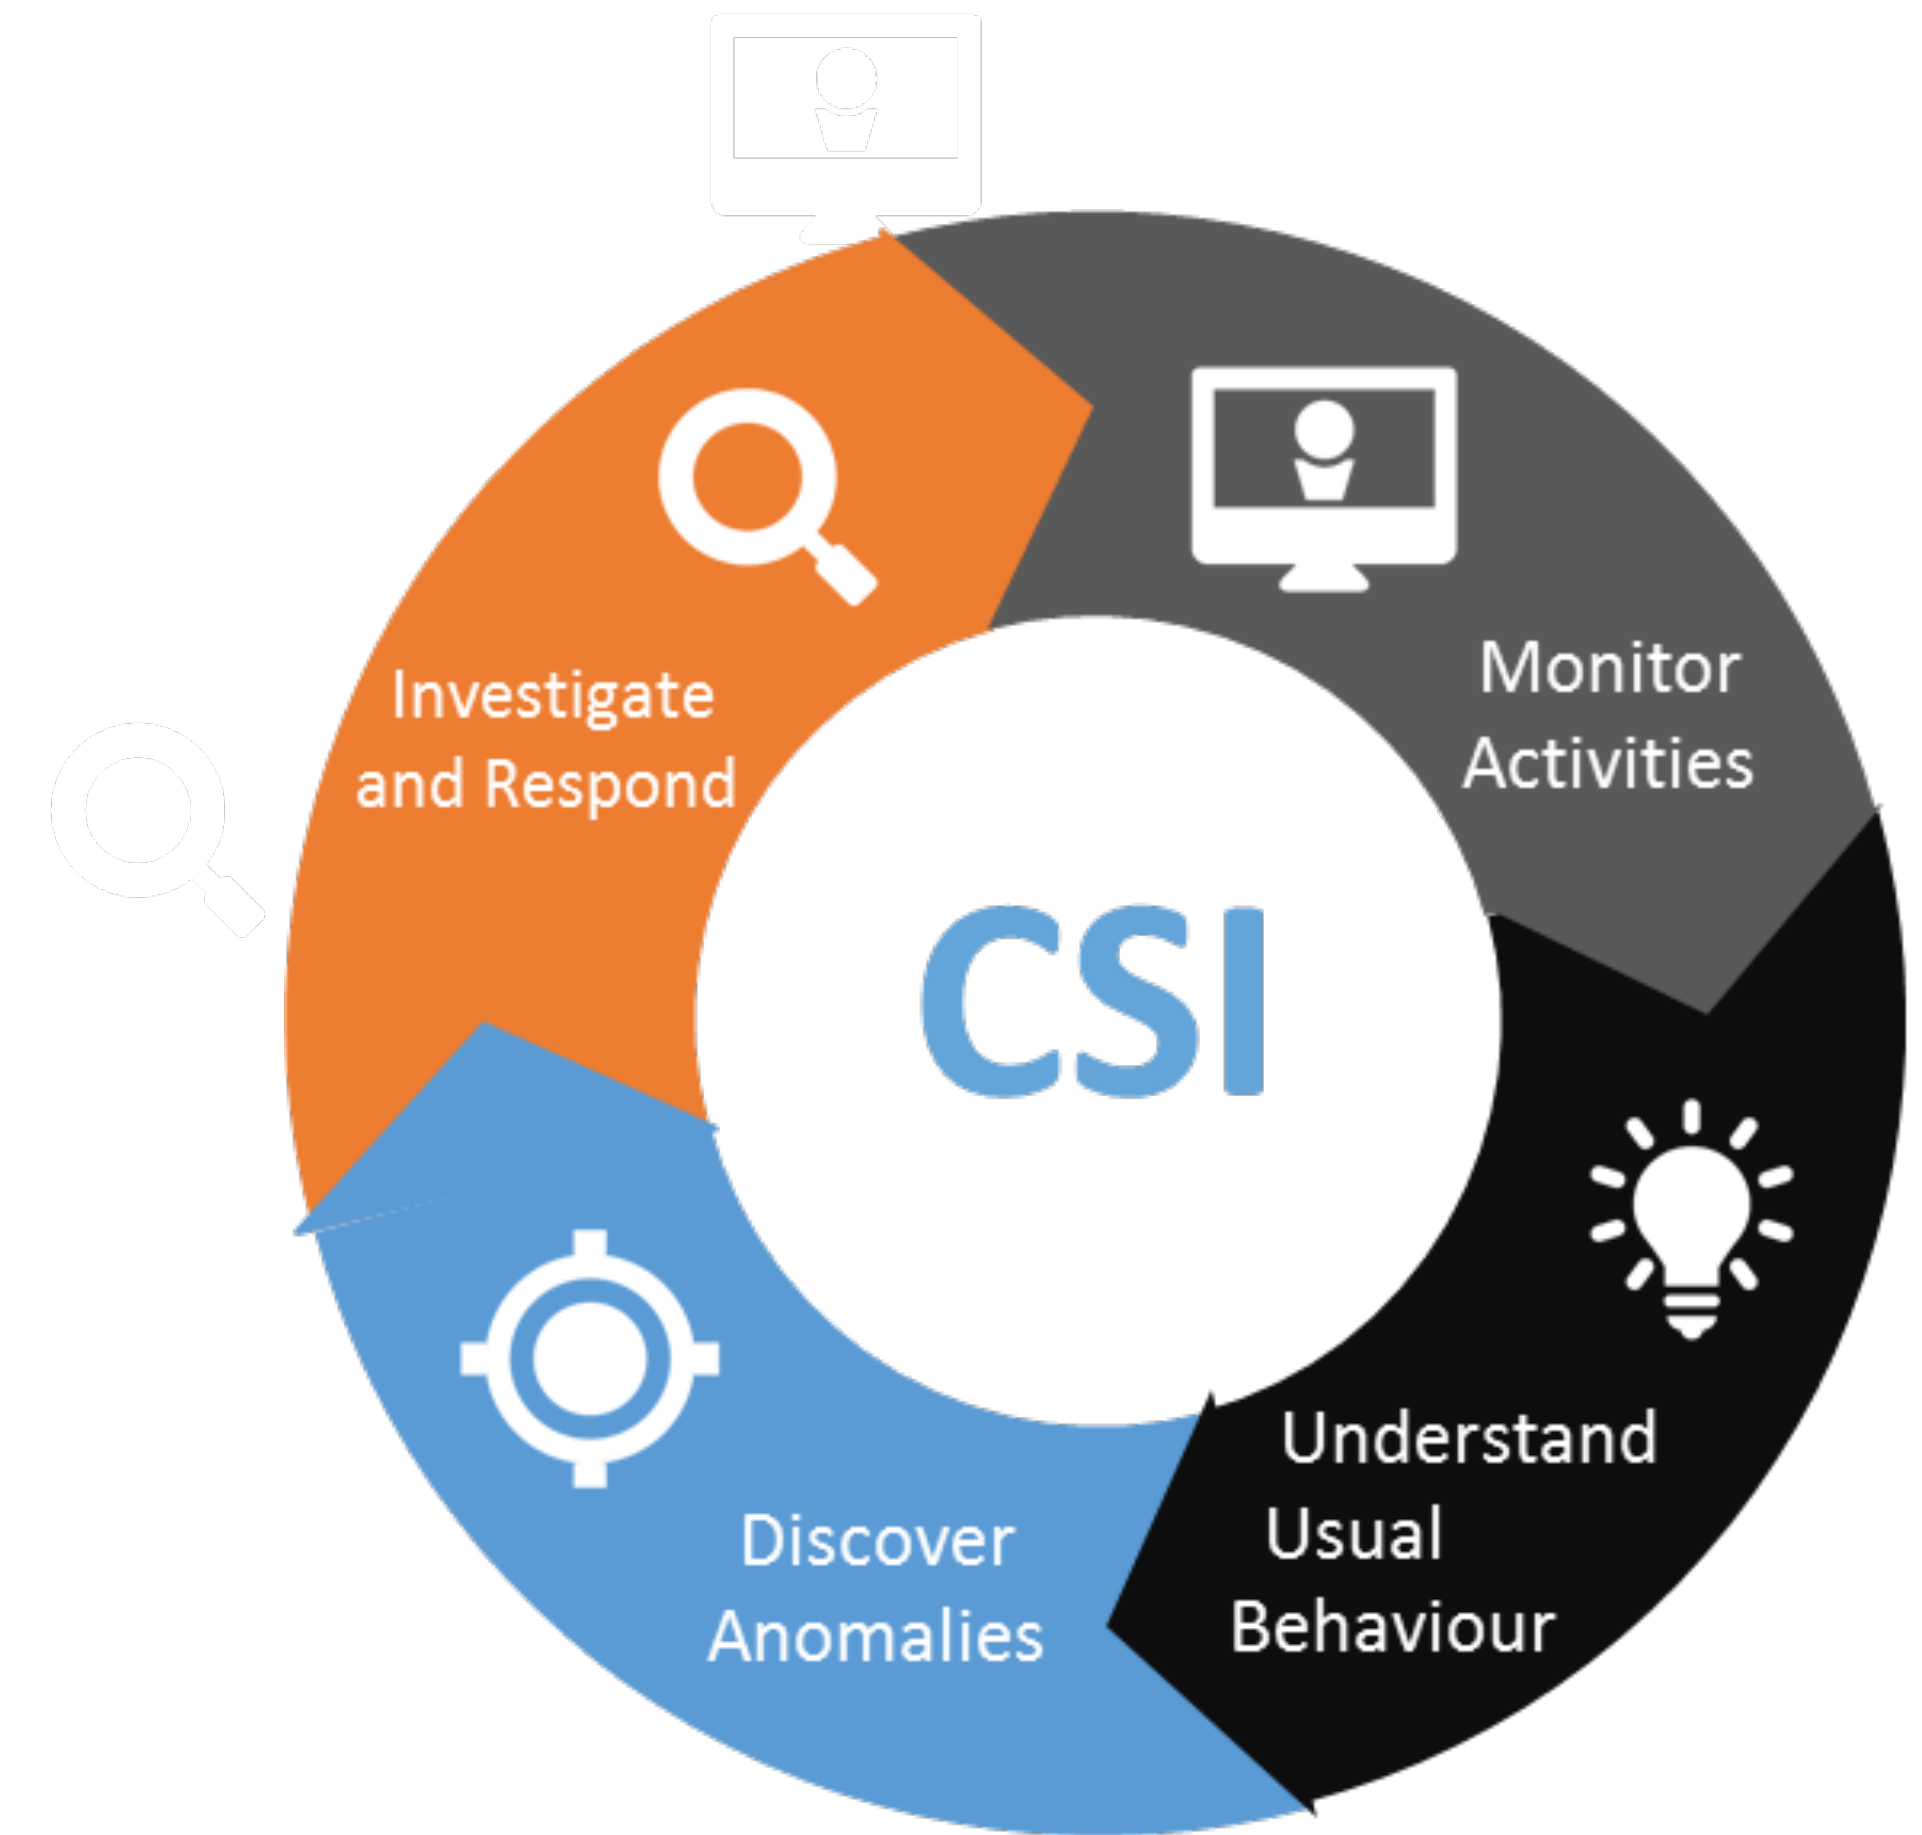 Investigate
and Respond
Monitor
Activities
CSI
Understand
Usual
Behaviour
Discover
Anomalies